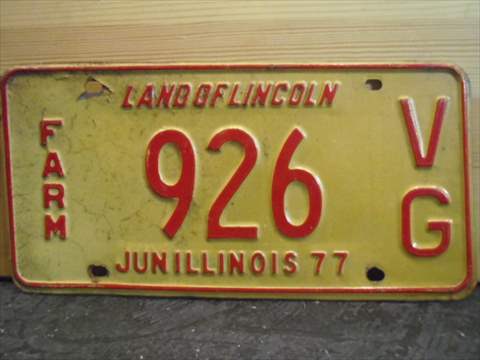 LAND OF LINCOLN
FARM
926
VG
JUN ILLINOIS 77